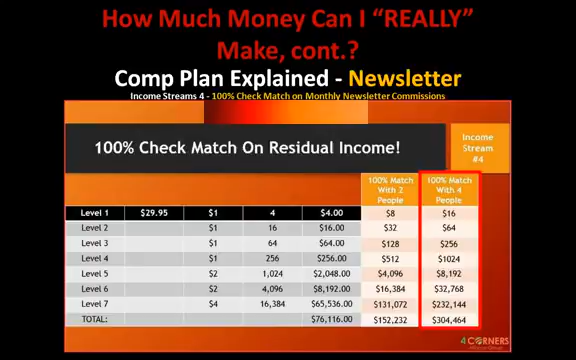 How Much Money Can I “REALLY”
Make, cont.?
Comp Plan Explained - Newsletter
Income Streams 4 - 100% Check Match on Monthly Newsletter Commissions
100% Check Match On Residual Income!
Income
Stream
#4
100% Match
With 2
People
100% Match
With 4
People
Level 1 $29.95 $1 4 $4.00 $8 $16
Level 2 $1 16 $16.00 $32 $64
Level 3 $1 64 $64.00 $128 $256
Level 4 $1 256 $256.00 $512 $1024
Level 5 $2 1,024 $2,048.00 $4,096 $8,192
Level 6 $2 4,096 $8,192.00 $16,384 $32,768
Level 7 $4 16,384 $65,536.00 $131,072 $232,144
TOTAL: $76,116.00 $152,232 $304,464
4 CORNERS